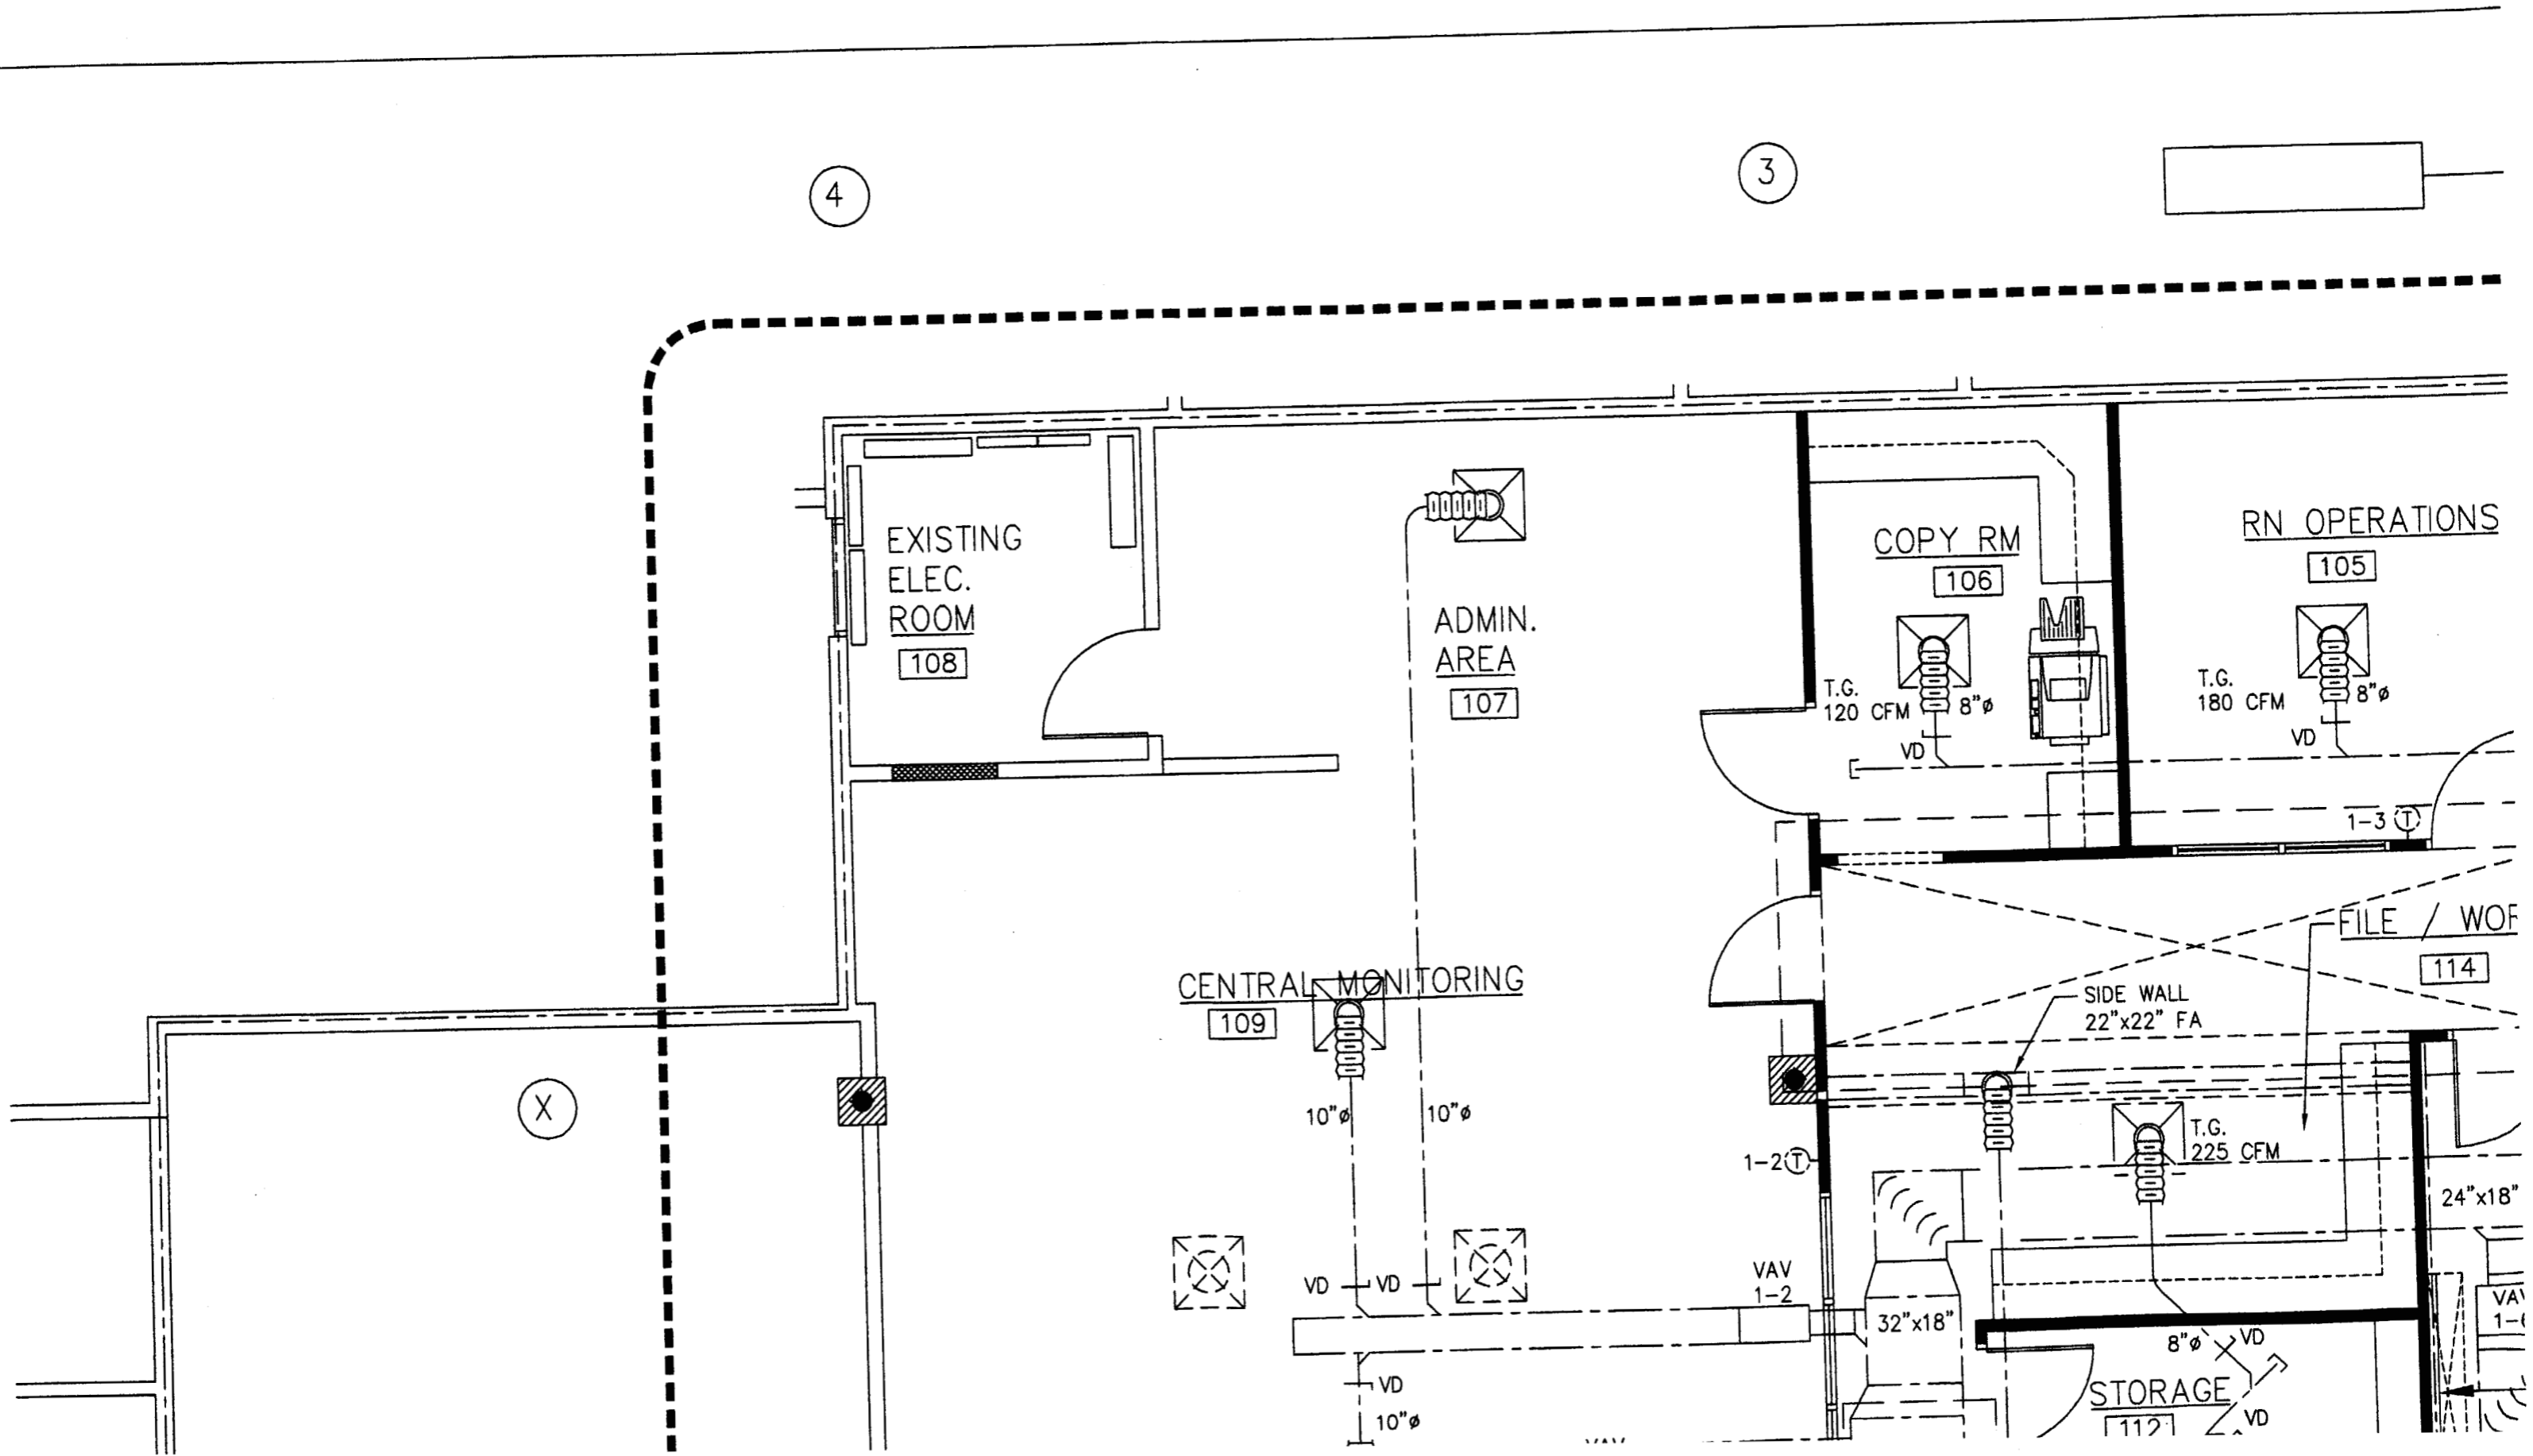 4
3
EXISTING
ELEC.
ROOM
108
ADMIN.
AREA
107
COPY RM
106
T.G.
120 CFM
8"ø
VD
RN OPERATIONS
105
T.G.
180 CFM
8"ø
VD
1-3 T
FILE /
114
CENTRAL MONITORING
109
SIDE WALL
22"x22" FA
X
10"ø
10"ø
T.G.
225 CFM
1-2 T
24"x18"
VD
VD
VAV
1-2
32"x18"
VD
10"ø
8"ø
VD
STORAGE
112
VD